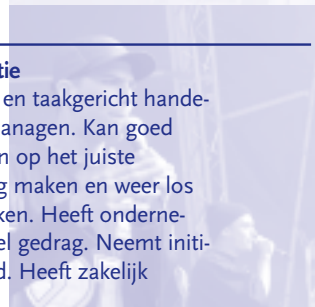 tie
en taakgericht hande-
anagen. Kan goed
n op het juiste
g maken en weer los
ken. Heeft onderne-
el gedrag. Neemt initi-
d. Heeft zakelijk